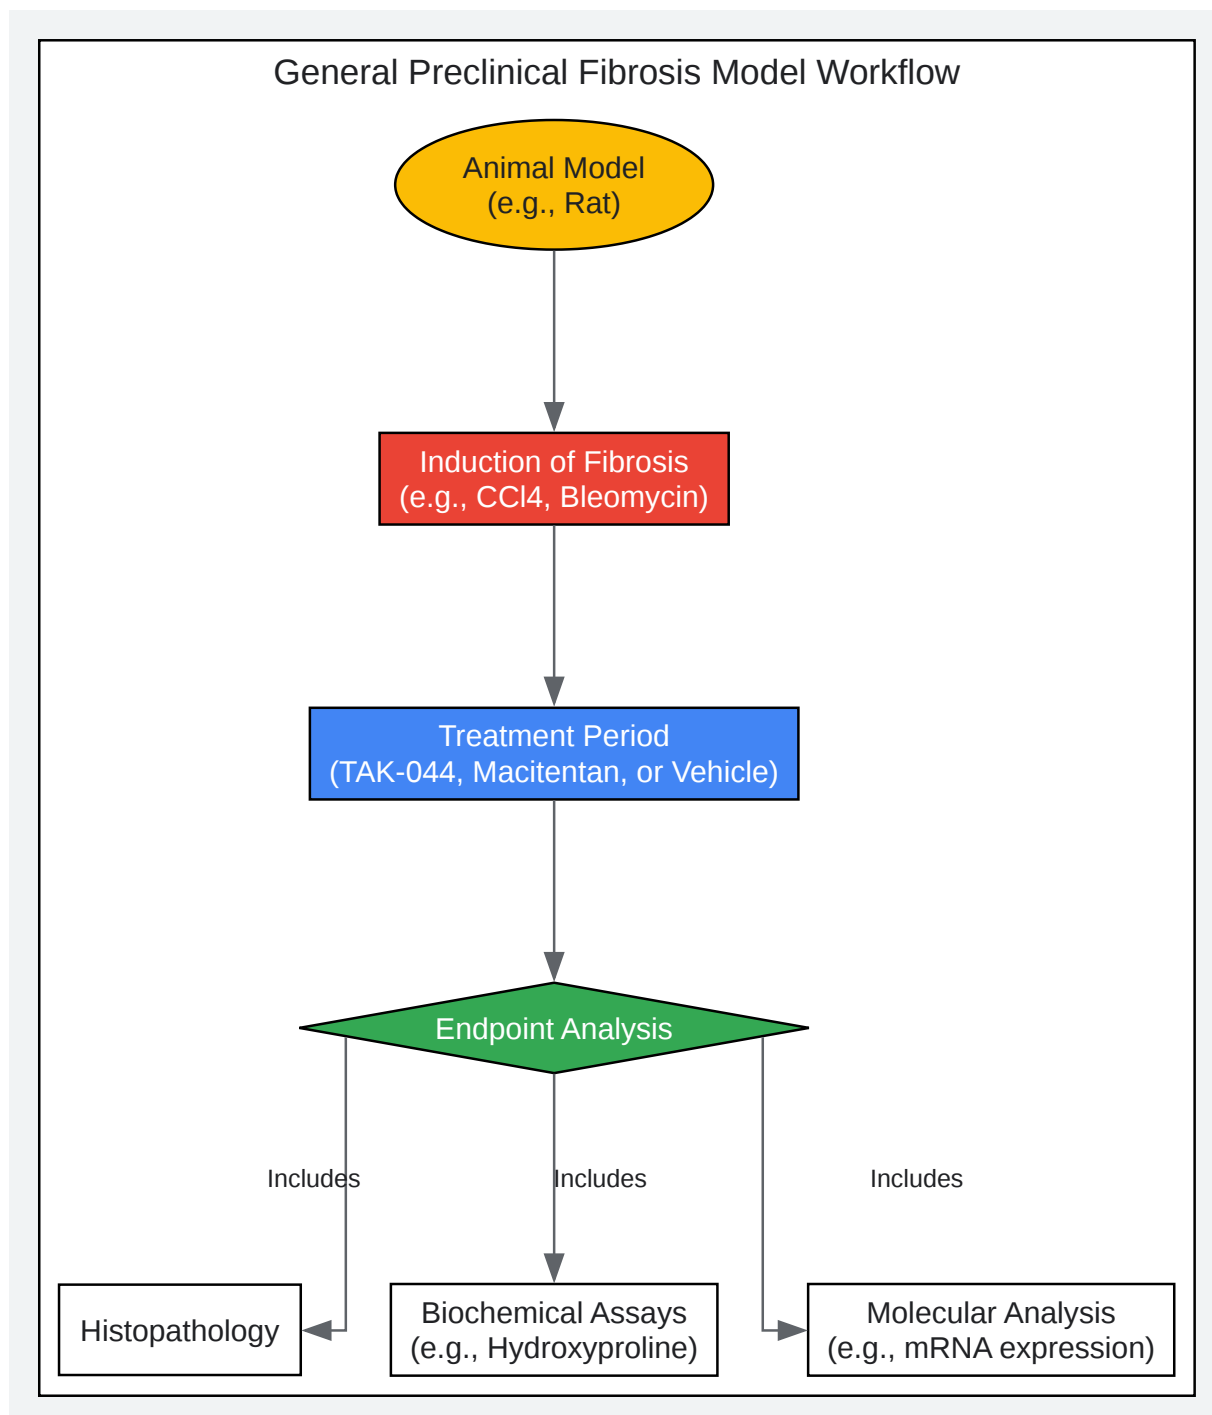 General Preclinical Fibrosis Model Workflow
Animal Model
(e.g., Rat)
Induction of Fibrosis
(e.g., CCl4, Bleomycin)
Treatment Period
(TAK-044, Macitentan, or Vehicle)
Endpoint Analysis
Includes
Includes
Includes
Histopathology
Biochemical Assays
(e.g., Hydroxyproline)
Molecular Analysis
(e.g., mRNA expression)